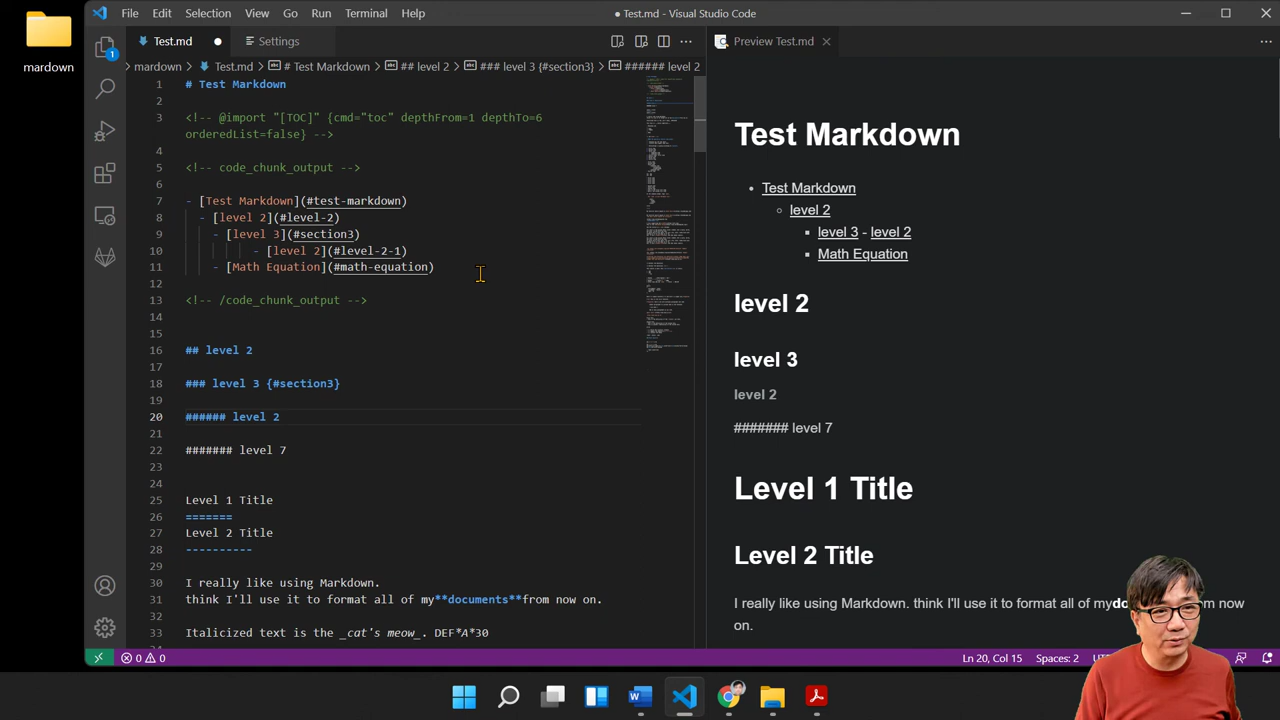 mardown
File Edit Selection View Go Run Terminal Help
● Test.md - Visual Studio Code
Test.md ●
Settings
Preview Test.md
mardown > Test.md > # Test Markdown > ## level 2 > ### level 3 {#section3} > ###### level 2
1 # Test Markdown
2
3 <!-- @import "[TOC]" {cmd="toc" depthFrom=1 depthTo=6
orderedList=false} -->
4
5 <!-- code_chunk_output -->
6
7 - [Test Markdown](#test-markdown)
8 - [level 2](#level-2)
9 - [level 3](#section3)
10 - [level 2](#level-2-1)
11 - [Math Equation](#math-equation)
12
13 <!-- /code_chunk_output -->
14
15
16 ## level 2
17
18 ### level 3 {#section3}
19
20 ###### level 2
21
22 ####### level 7
23
24
25 Level 1 Title
26 =======
27 Level 2 Title
28 ----------
29
30 I really like using Markdown.
31 think I'll use it to format all of my**documents**from now on.
32
33 Italicized text is the _cat's meow_. DEF*A*30
Test Markdown
• Test Markdown
◦ level 2
▪ level 3 - level 2
▪ Math Equation
level 2
level 3
level 2
####### level 7
Level 1 Title
Level 2 Title
I really like using Markdown. think I'll use it to format all of my now
on.
1
0 0
Ln 20, Col 15 Spaces: 2